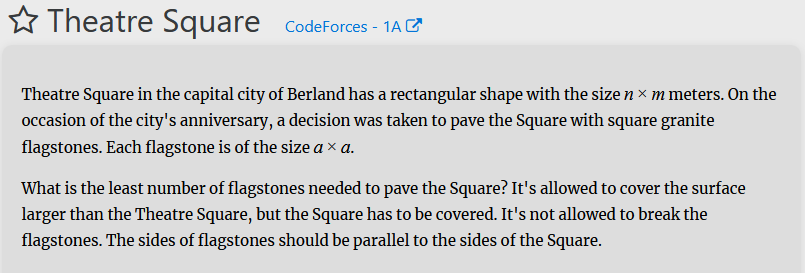 Theatre Square CodeForces - 1A
Theatre Square in the capital city of Berland has a rectangular shape with the size n × m meters. On the
occasion of the city's anniversary, a decision was taken to pave the Square with square granite
flagstones. Each flagstone is of the size a × a.
What is the least number of flagstones needed to pave the Square? It's allowed to cover the surface
larger than the Theatre Square, but the Square has to be covered. It's not allowed to break the
flagstones. The sides of flagstones should be parallel to the sides of the Square.